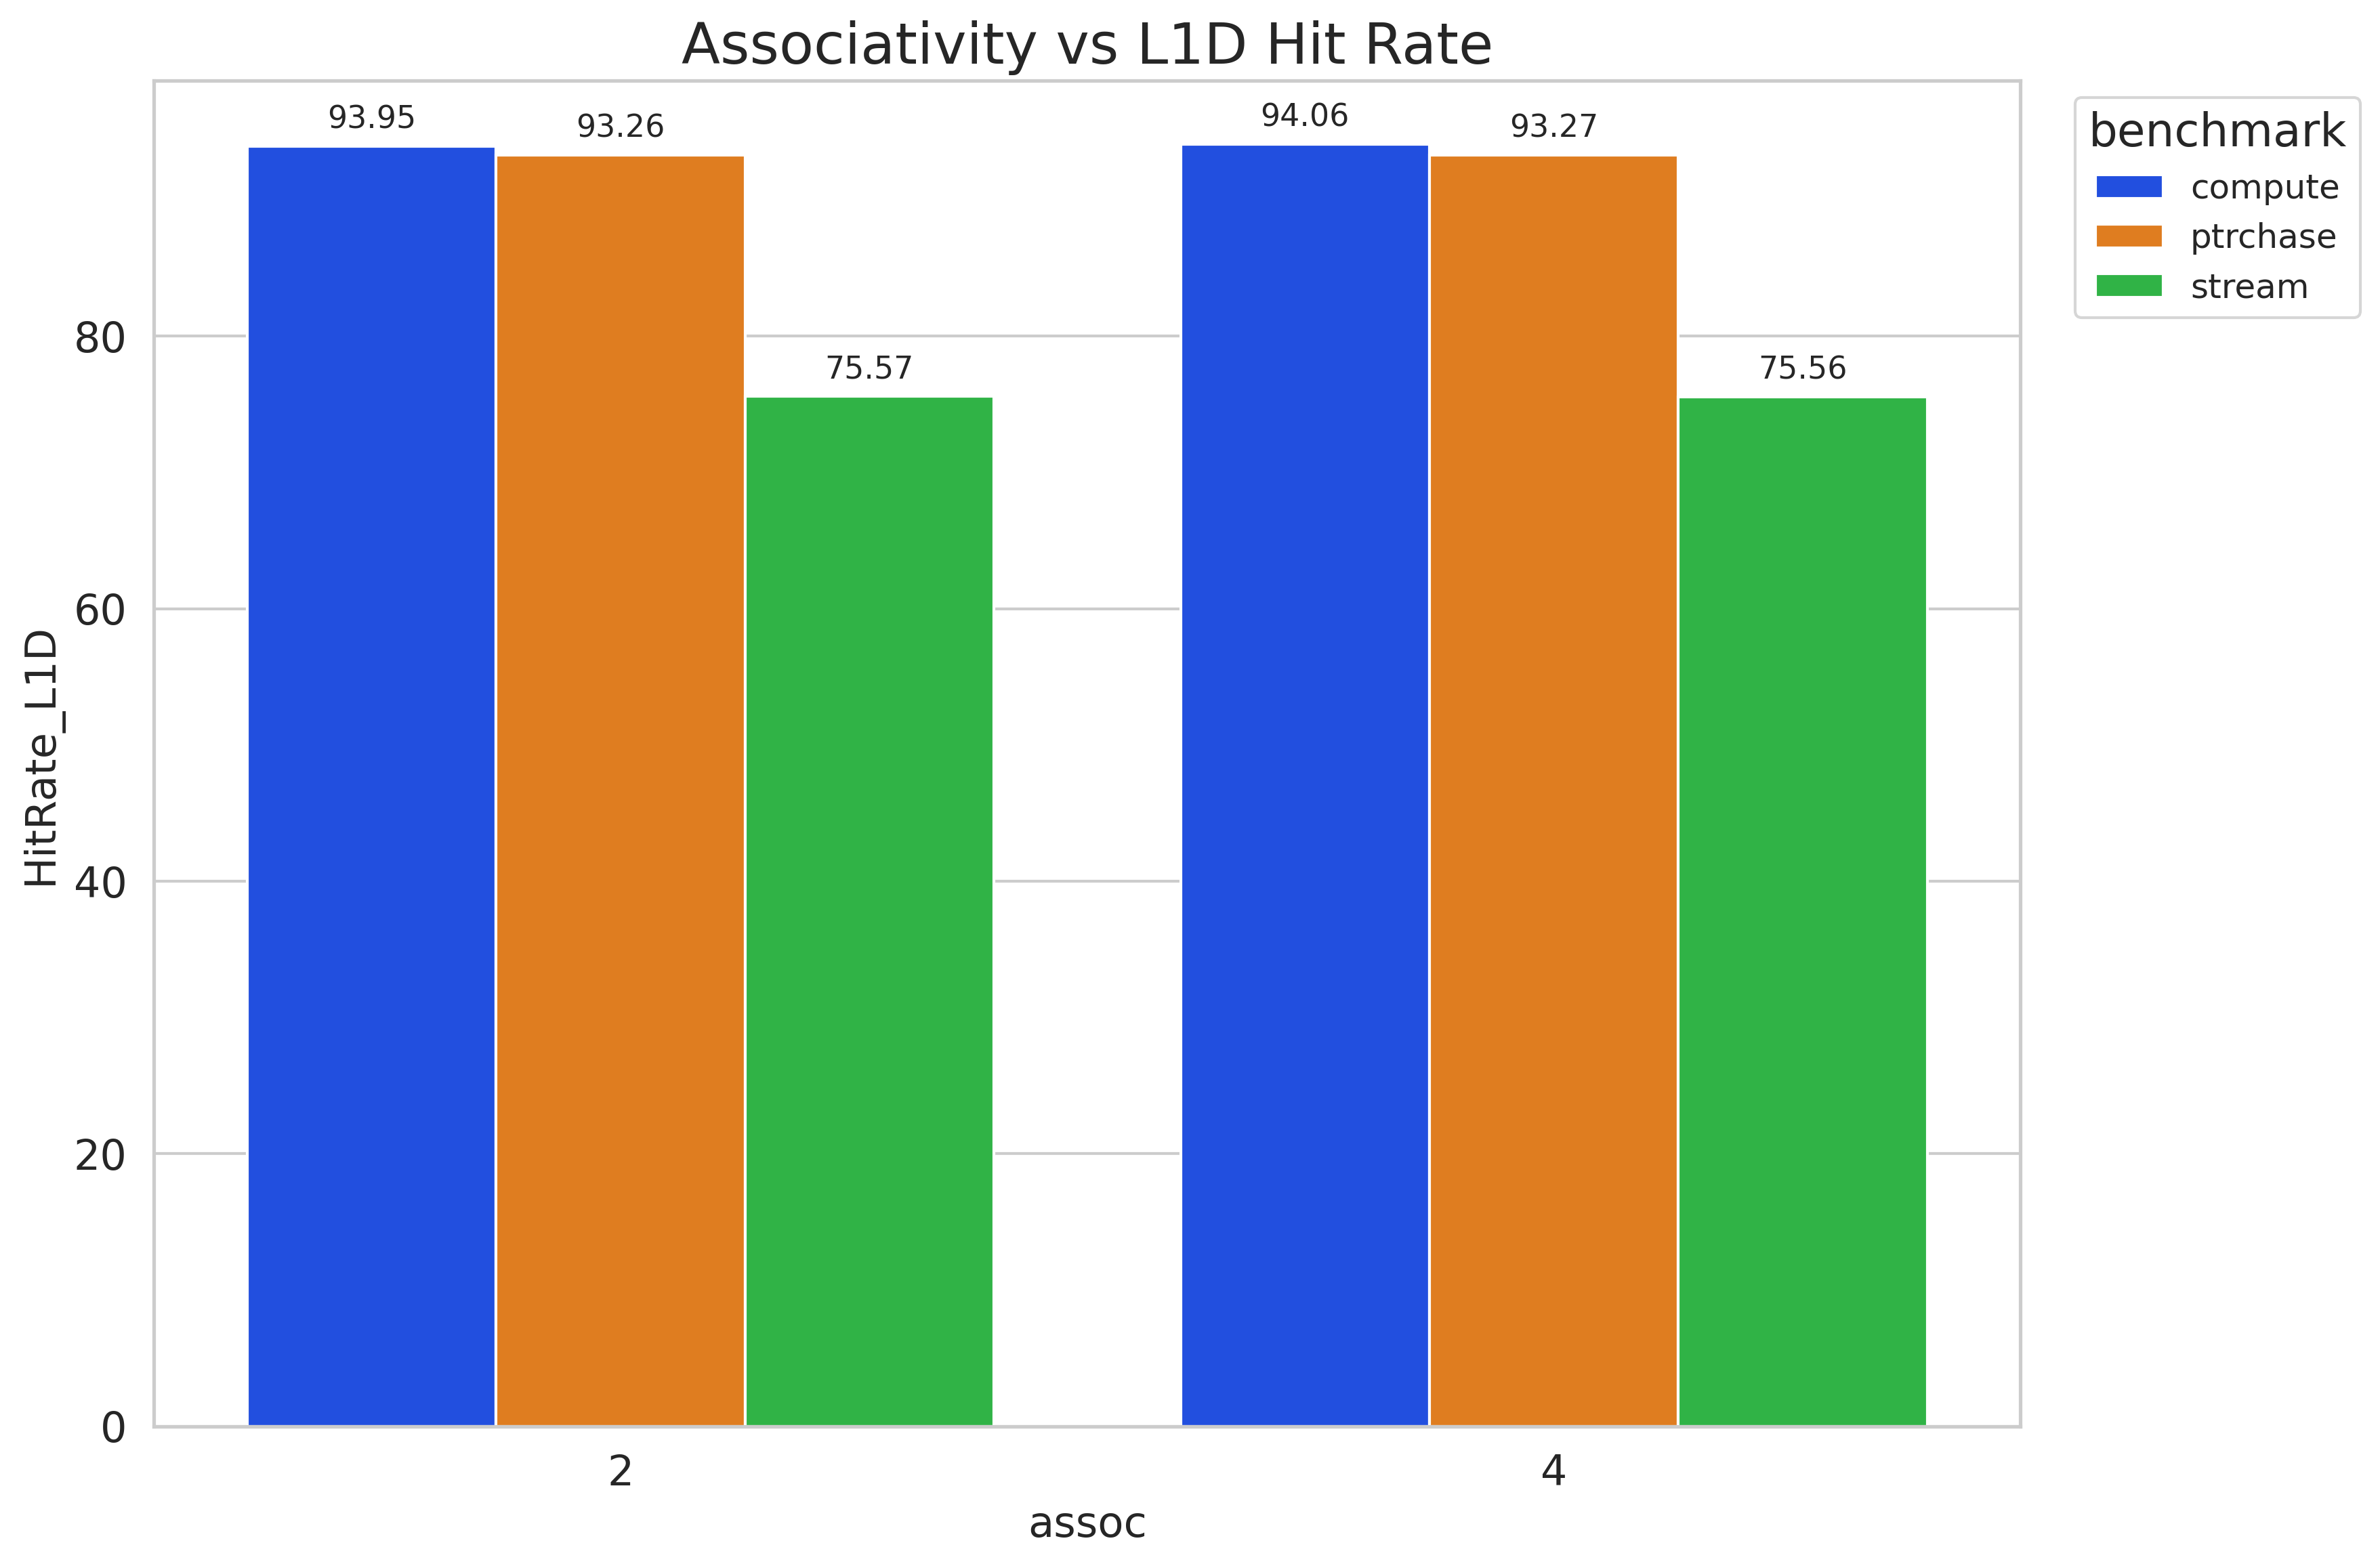 Associativity vs L1D Hit Rate
93.95
93.26
75.57
94.06
93.27
75.56
benchmark
compute
ptrchase
stream
HitRate_L1D
80
60
40
20
0
2
4
assoc